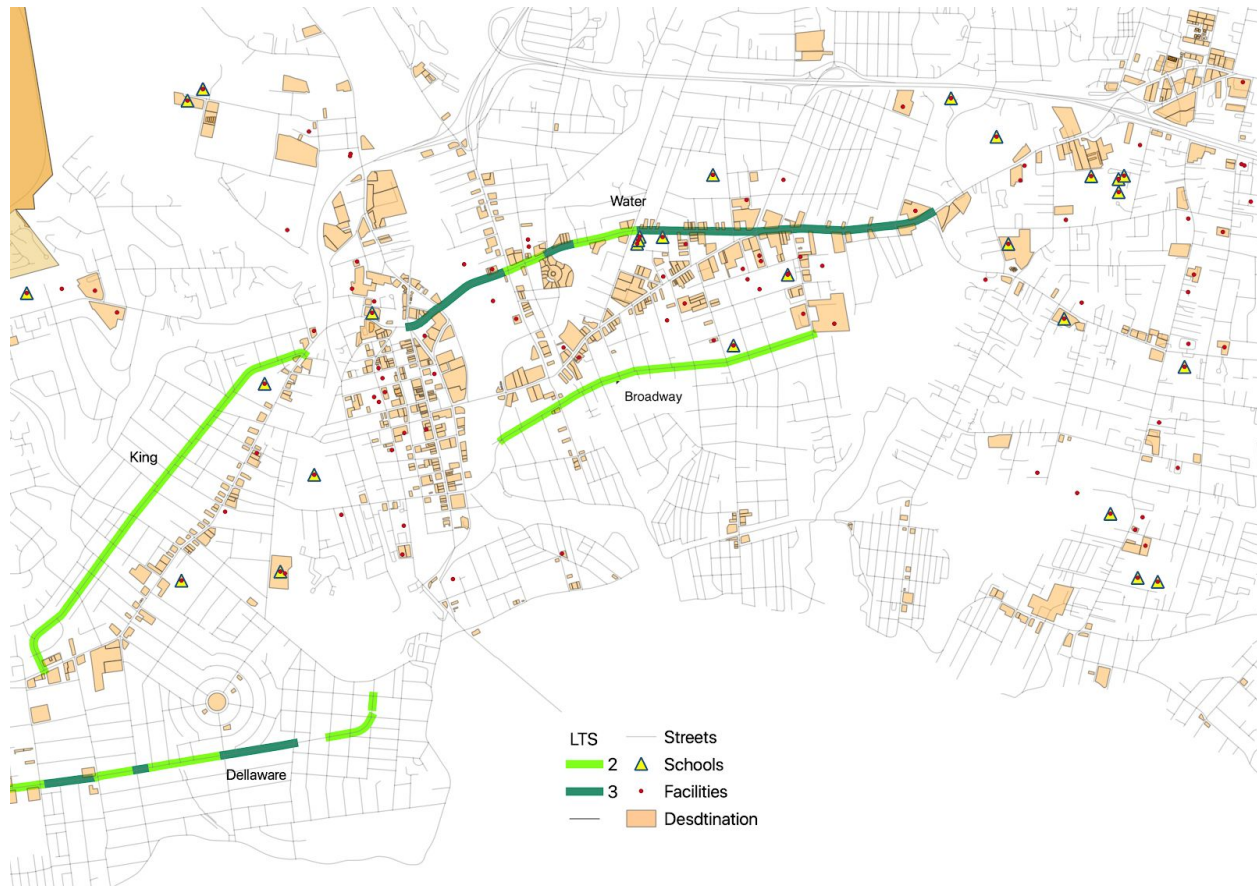 Water
Broadway
King
Dellaware
LTS
Streets
2
Schools
3
Facilities
Desdtination